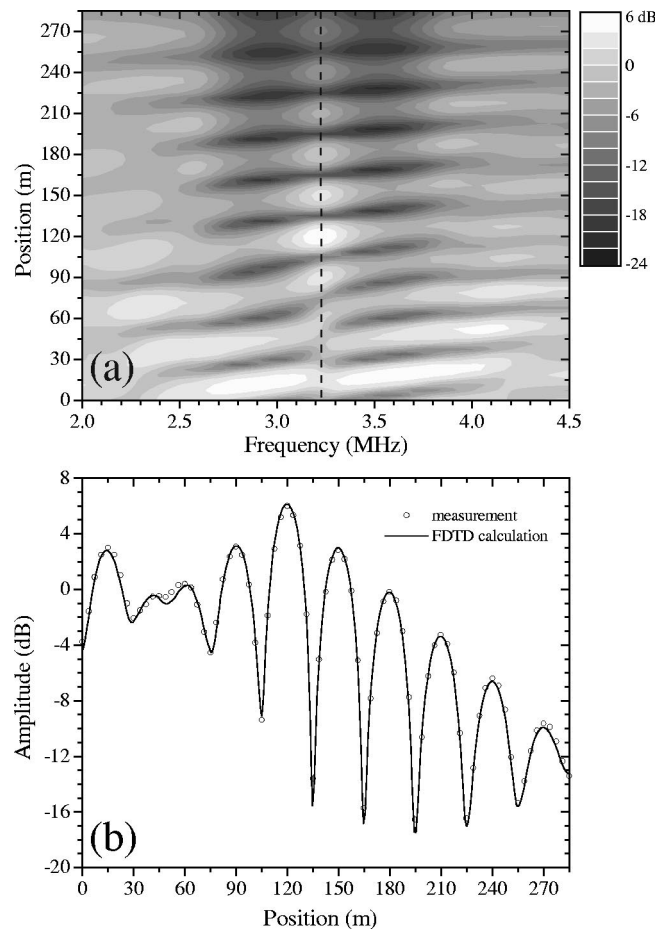 285
270
240
210
180
150
120
90
60
30
0
Position (m)
(a)
2.0 2.5 3.0 3.5 4.0 4.5
Frequency (MHz)
6 dB
0
-6
-12
-18
-24
8
4
0
-4
-8
-12
-16
-20
Amplitude (dB)
measurement
FDTD calculation
(b)
0 30 60 90 120 150 180 210 240 270
Position (m)